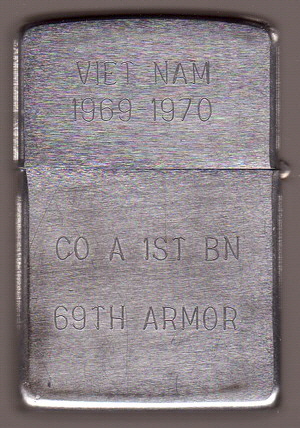 VIET NAM
1969 1970
CO A 1ST BN
69TH ARMOR